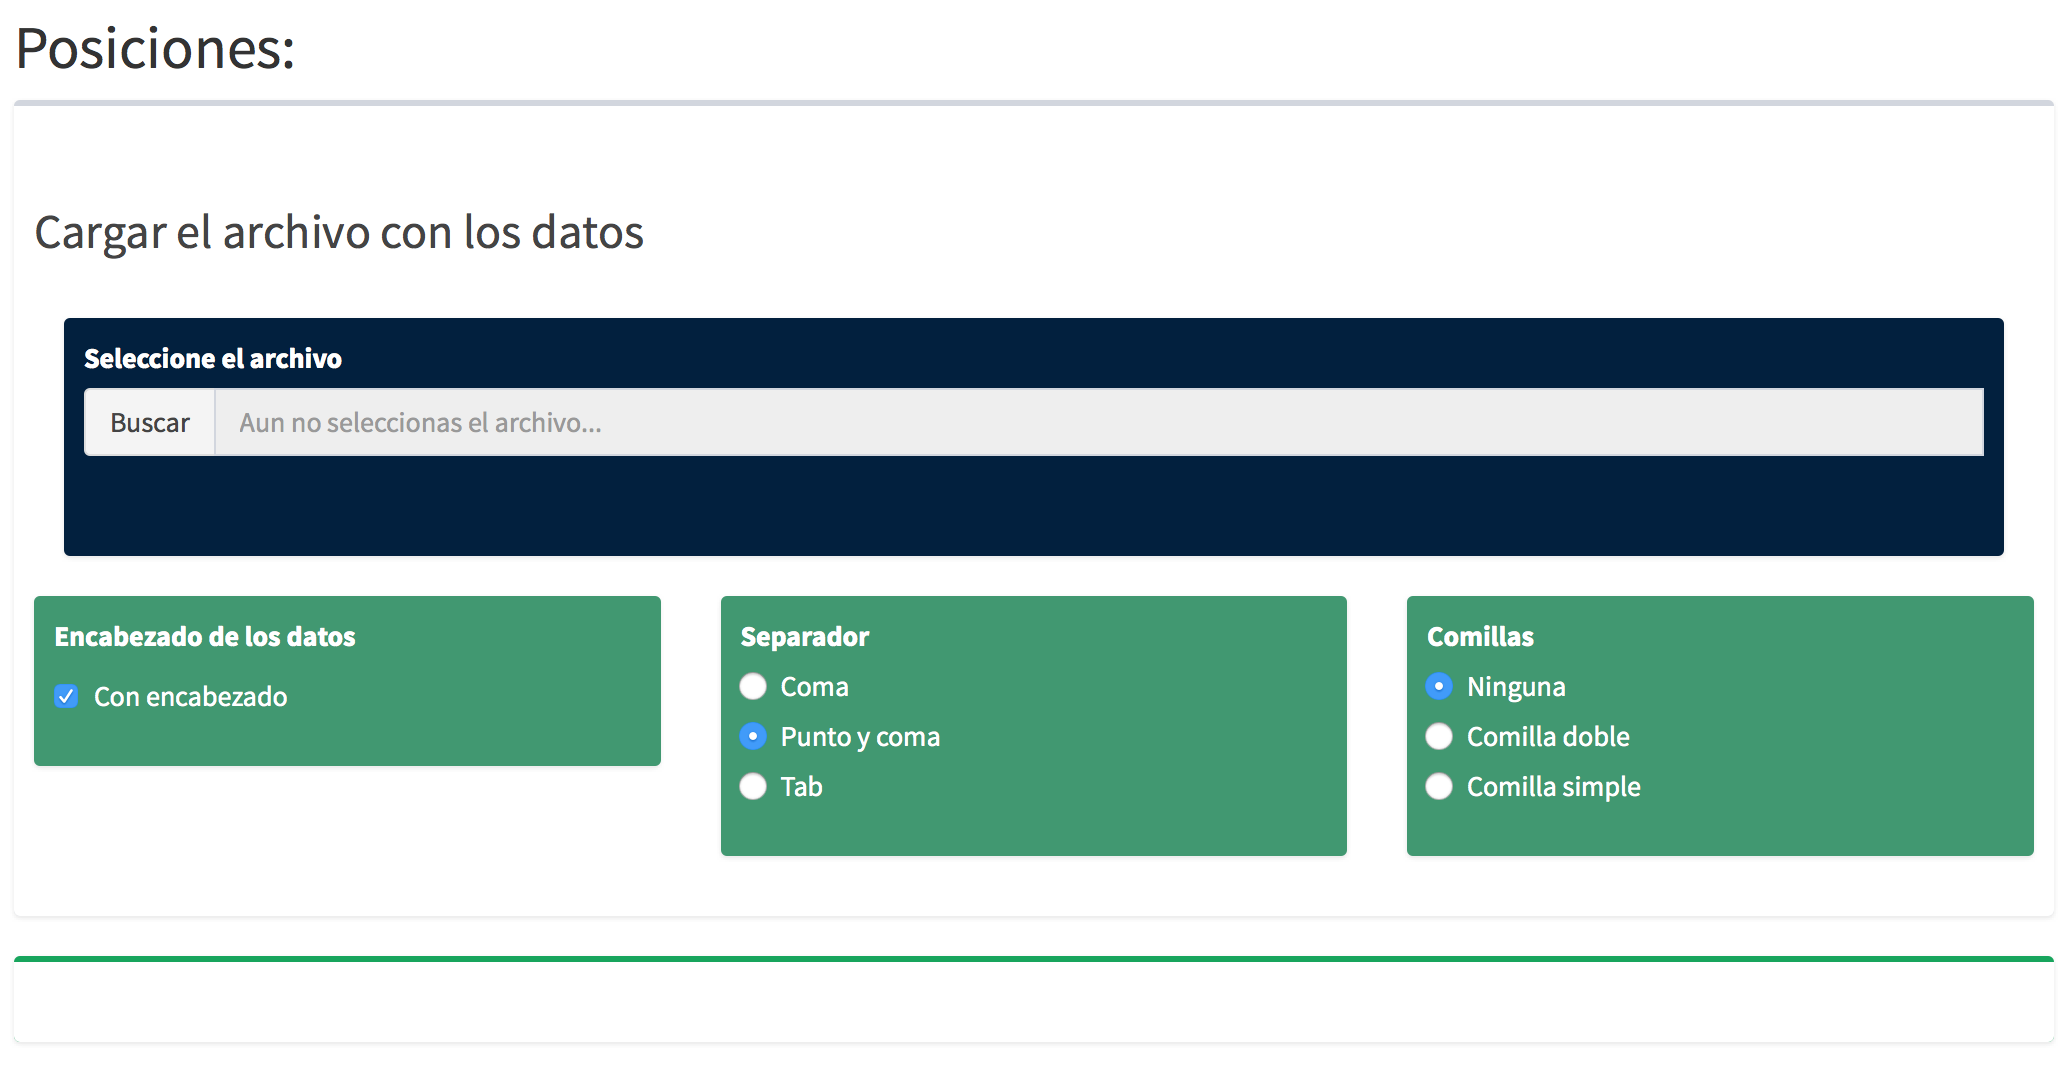 Posiciones:
Cargar el archivo con los datos
Seleccione el archivo
Buscar
Aun no seleccionas el archivo...
Encabezado de los datos
Con encabezado
Separador
Coma
Punto y coma
Tab
Comillas
Ninguna
Comilla doble
Comilla simple